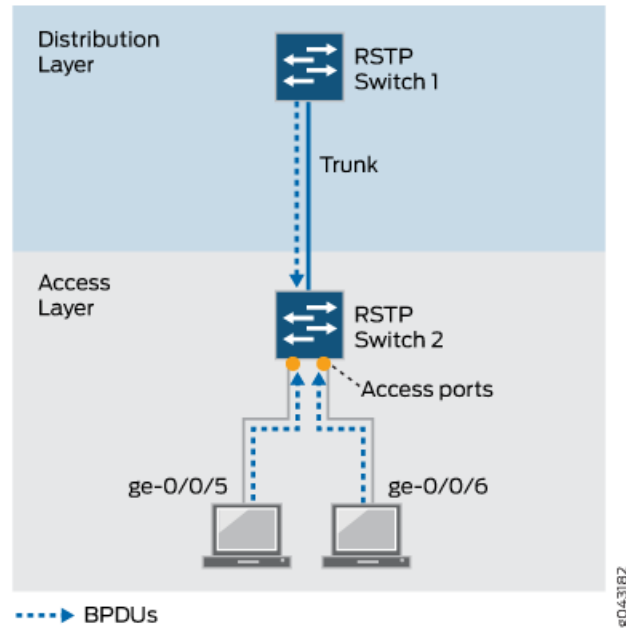 Distribution
Layer
RSTP
Switch 1
Trunk
Access
Layer
RSTP
Switch 2
Access ports
ge-0/0/5
ge-0/0/6
BPDUs
g043182